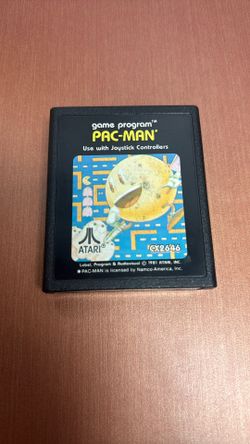 game program™
PAC-MAN*
Use with Joystick Controllers
ATARI®
CX2646
Label, Program & Audiovisual © 1981 ATARI, INC.
* PAC-MAN is licensed by Namco-America, Inc.